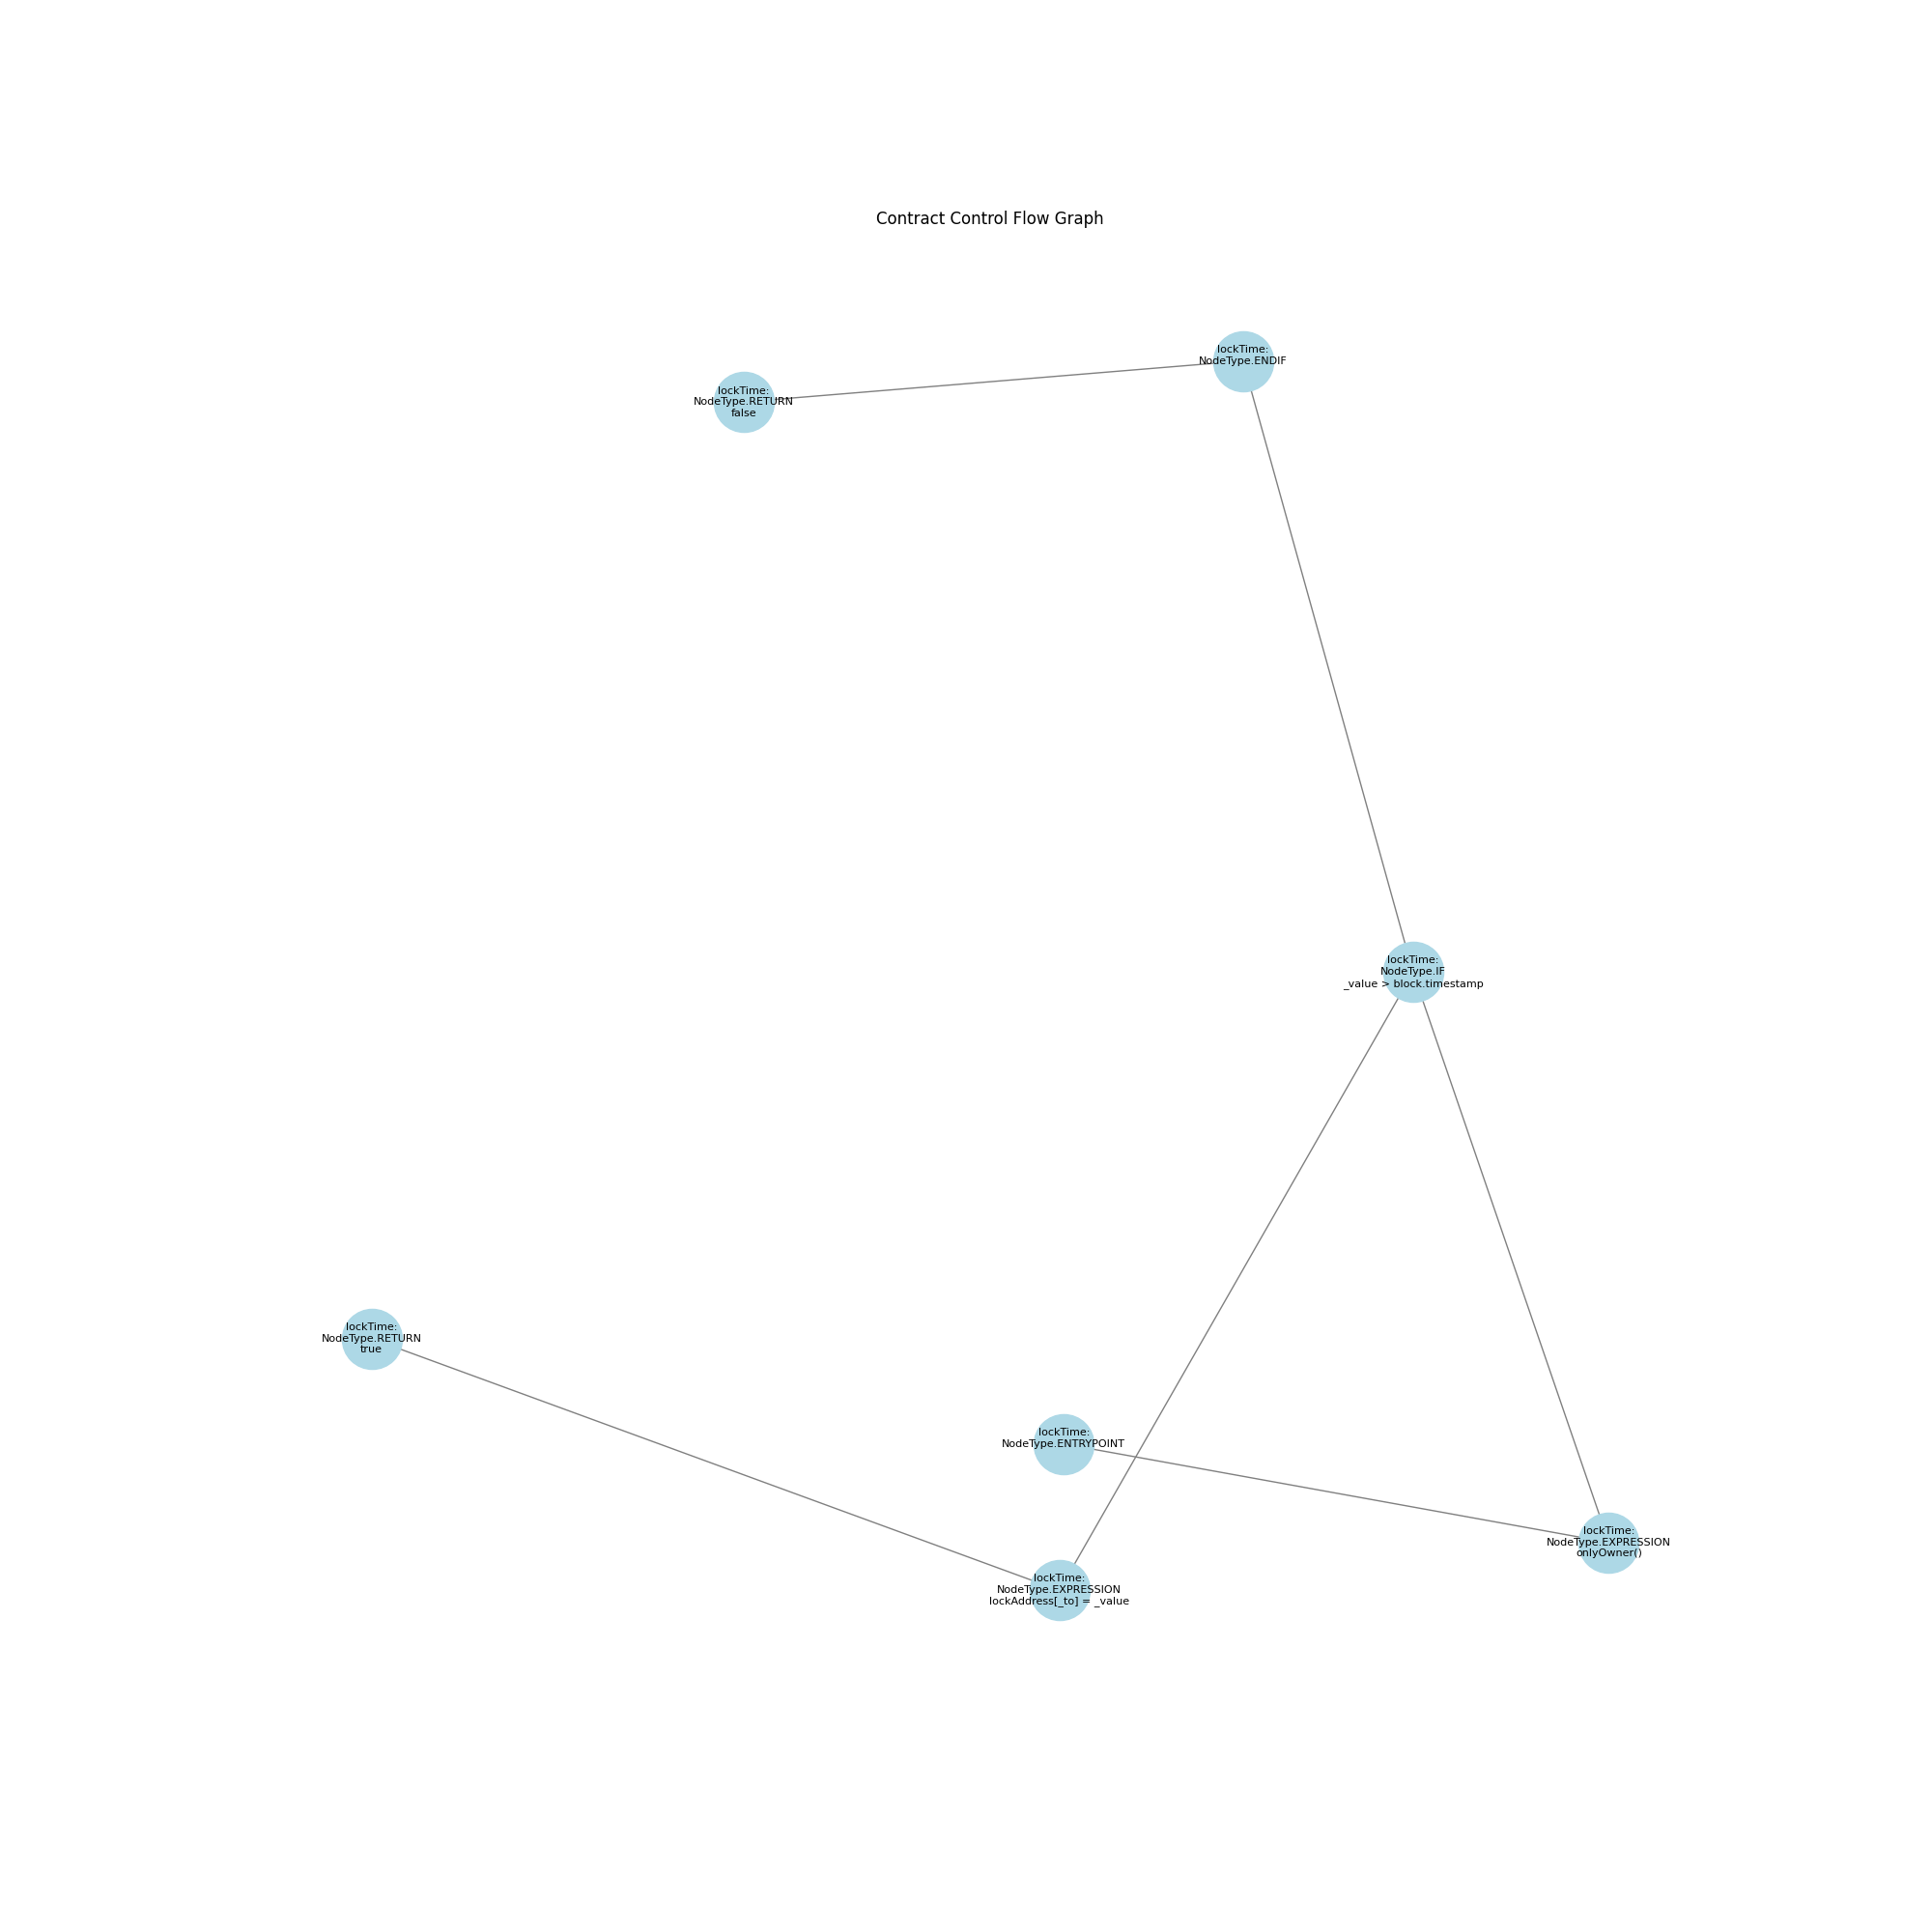 Contract Control Flow Graph
lockTime:
NodeType.ENDIF
lockTime:
NodeType.RETURN
false
lockTime:
NodeType.IF
_value > block.timestamp
lockTime:
NodeType.RETURN
true
lockTime:
NodeType.ENTRYPOINT
lockTime:
NodeType.EXPRESSION
onlyOwner()
lockTime:
NodeType.EXPRESSION
lockAddress[_to] = _value